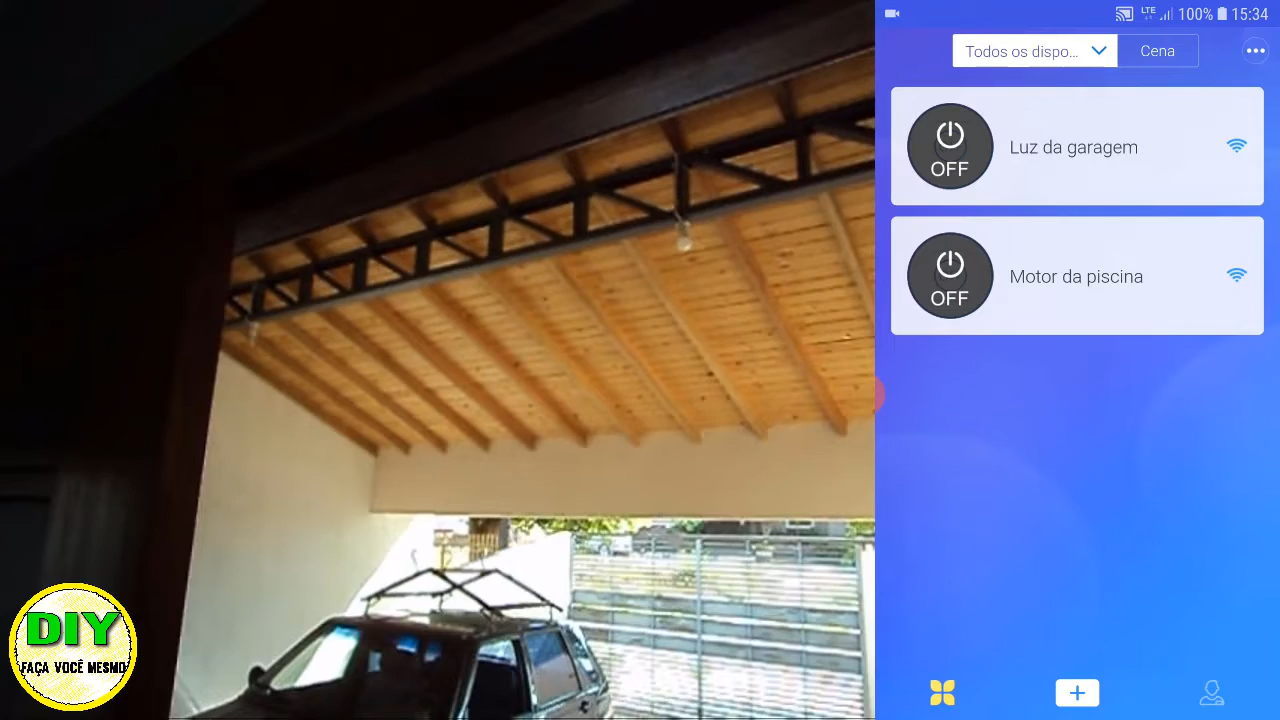 LTE
100%
15:34
Todos os dispo...
Cena
OFF
Luz da garagem
OFF
Motor da piscina
DIY
FAÇA VOCÊ MESMO